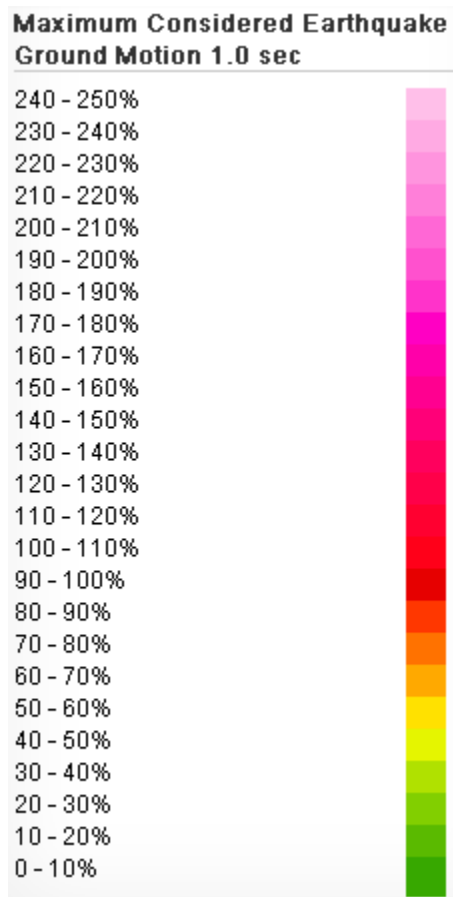 Maximum Considered Earthquake
Ground Motion 1.0 sec
240 - 250%
230 - 240%
220 - 230%
210 - 220%
200 - 210%
190 - 200%
180 - 190%
170 - 180%
160 - 170%
150 - 160%
140 - 150%
130 - 140%
120 - 130%
110 - 120%
100 - 110%
90 - 100%
80 - 90%
70 - 80%
60 - 70%
50 - 60%
40 - 50%
30 - 40%
20 - 30%
10 - 20%
0 - 10%